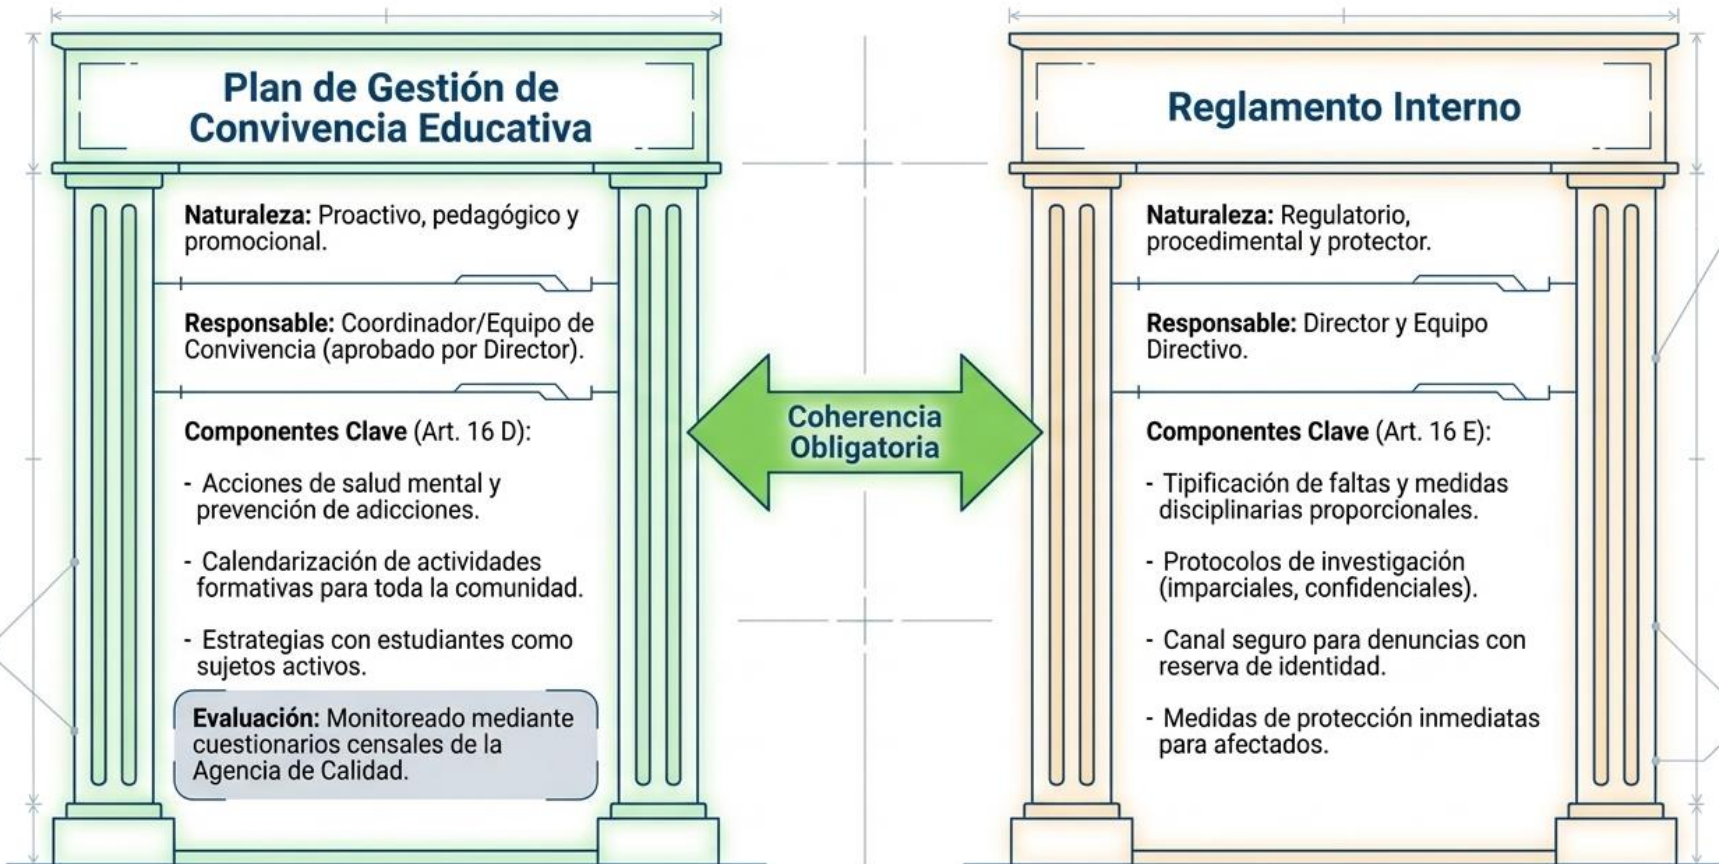 Plan de Gestión de
Convivencia Educativa
Naturaleza: Proactivo, pedagógico y
promocional.
Responsable: Coordinador/Equipo de
Convivencia (aprobado por Director).
Componentes Clave (Art. 16 D):
- Acciones de salud mental y
prevención de adicciones.
- Calendarización de actividades
formativas para toda la comunidad.
- Estrategias con estudiantes como
sujetos activos.
Evaluación: Monitoreado mediante
cuestionarios censales de la
Agencia de Calidad.
Coherencia
Obligatoria
Reglamento Interno
Naturaleza: Regulatorio,
procedimental y protector.
Responsable: Director y Equipo
Directivo.
Componentes Clave (Art. 16 E):
- Tipificación de faltas y medidas
disciplinarias proporcionales.
- Protocolos de investigación
(imparciales, confidenciales).
- Canal seguro para denuncias con
reserva de identidad.
- Medidas de protección inmediatas
para afectados.